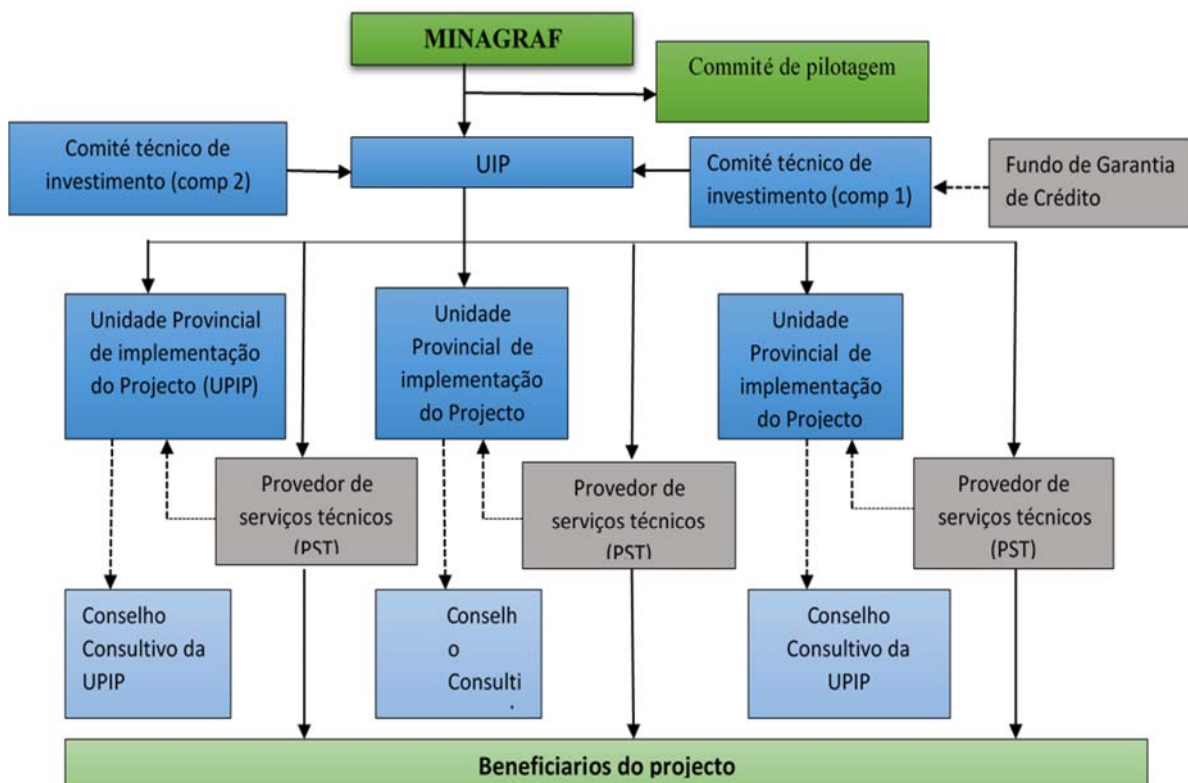 MINAGRAF
Commité de pilotagem
Comité técnico de
investimento (comp 2)
UIP
Comité técnico de
investimento (comp 1)
Fundo de Garantia
de Crédito
Unidade Provincial
de implementação
do Projecto (UPIP)
Unidade
Provincial de
implementação
do Projecto
Unidade
Provincial de
implementação
do Projecto
Provedor de
serviços técnicos
(PST)
Provedor de
serviços técnicos
(PST)
Provedor de
serviços técnicos
(PST)
Conselho
Consultivo da
UPIP
Conselh
o
Consulti
Conselho
Consultivo da
UPIP
Beneficiarios do projecto